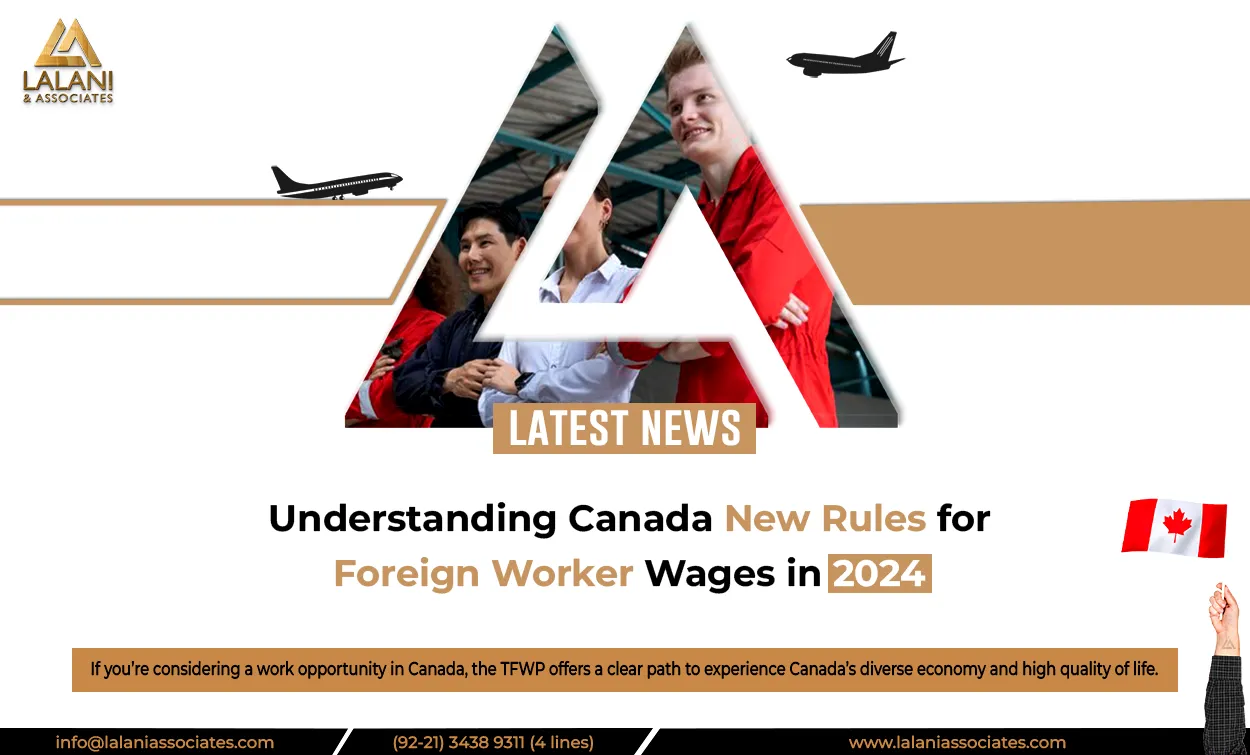 LALANI
& ASSOCIATES
LATEST NEWS
Understanding Canada New Rules for
Foreign Worker Wages in 2024
If you're considering a work opportunity in Canada, the TFWP offers a clear path to experience Canada's diverse economy and high quality of life.
info@lalaniassociates.com
(92-21) 3438 9311 (4 lines)
www.lalaniassociates.com